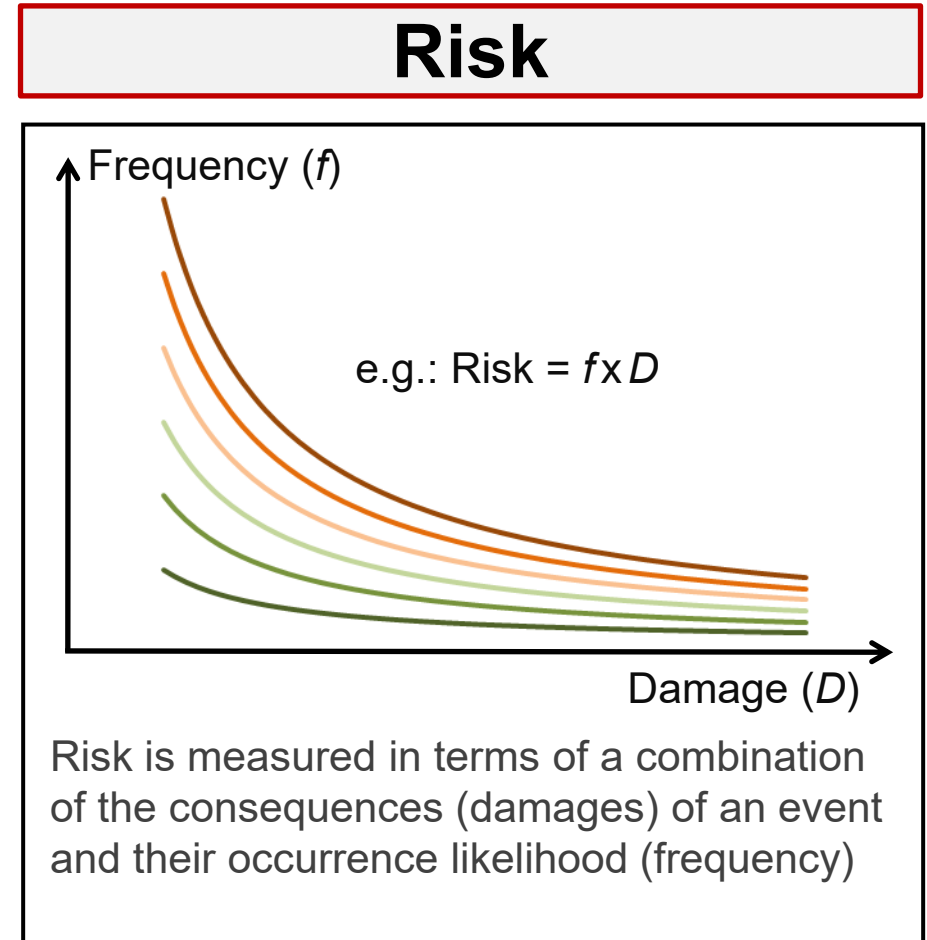 Risk
Frequency (f)
e.g.: Risk = f x D
Damage (D)
Risk is measured in terms of a combination
of the consequences (damages) of an event
and their occurrence likelihood (frequency)